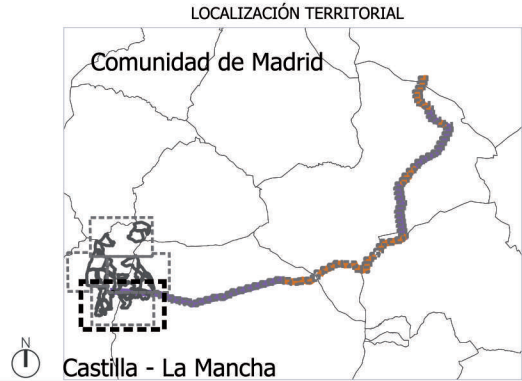 LOCALIZACIÓN TERRITORIAL
Comunidad de Madrid
N
Castilla - La Mancha